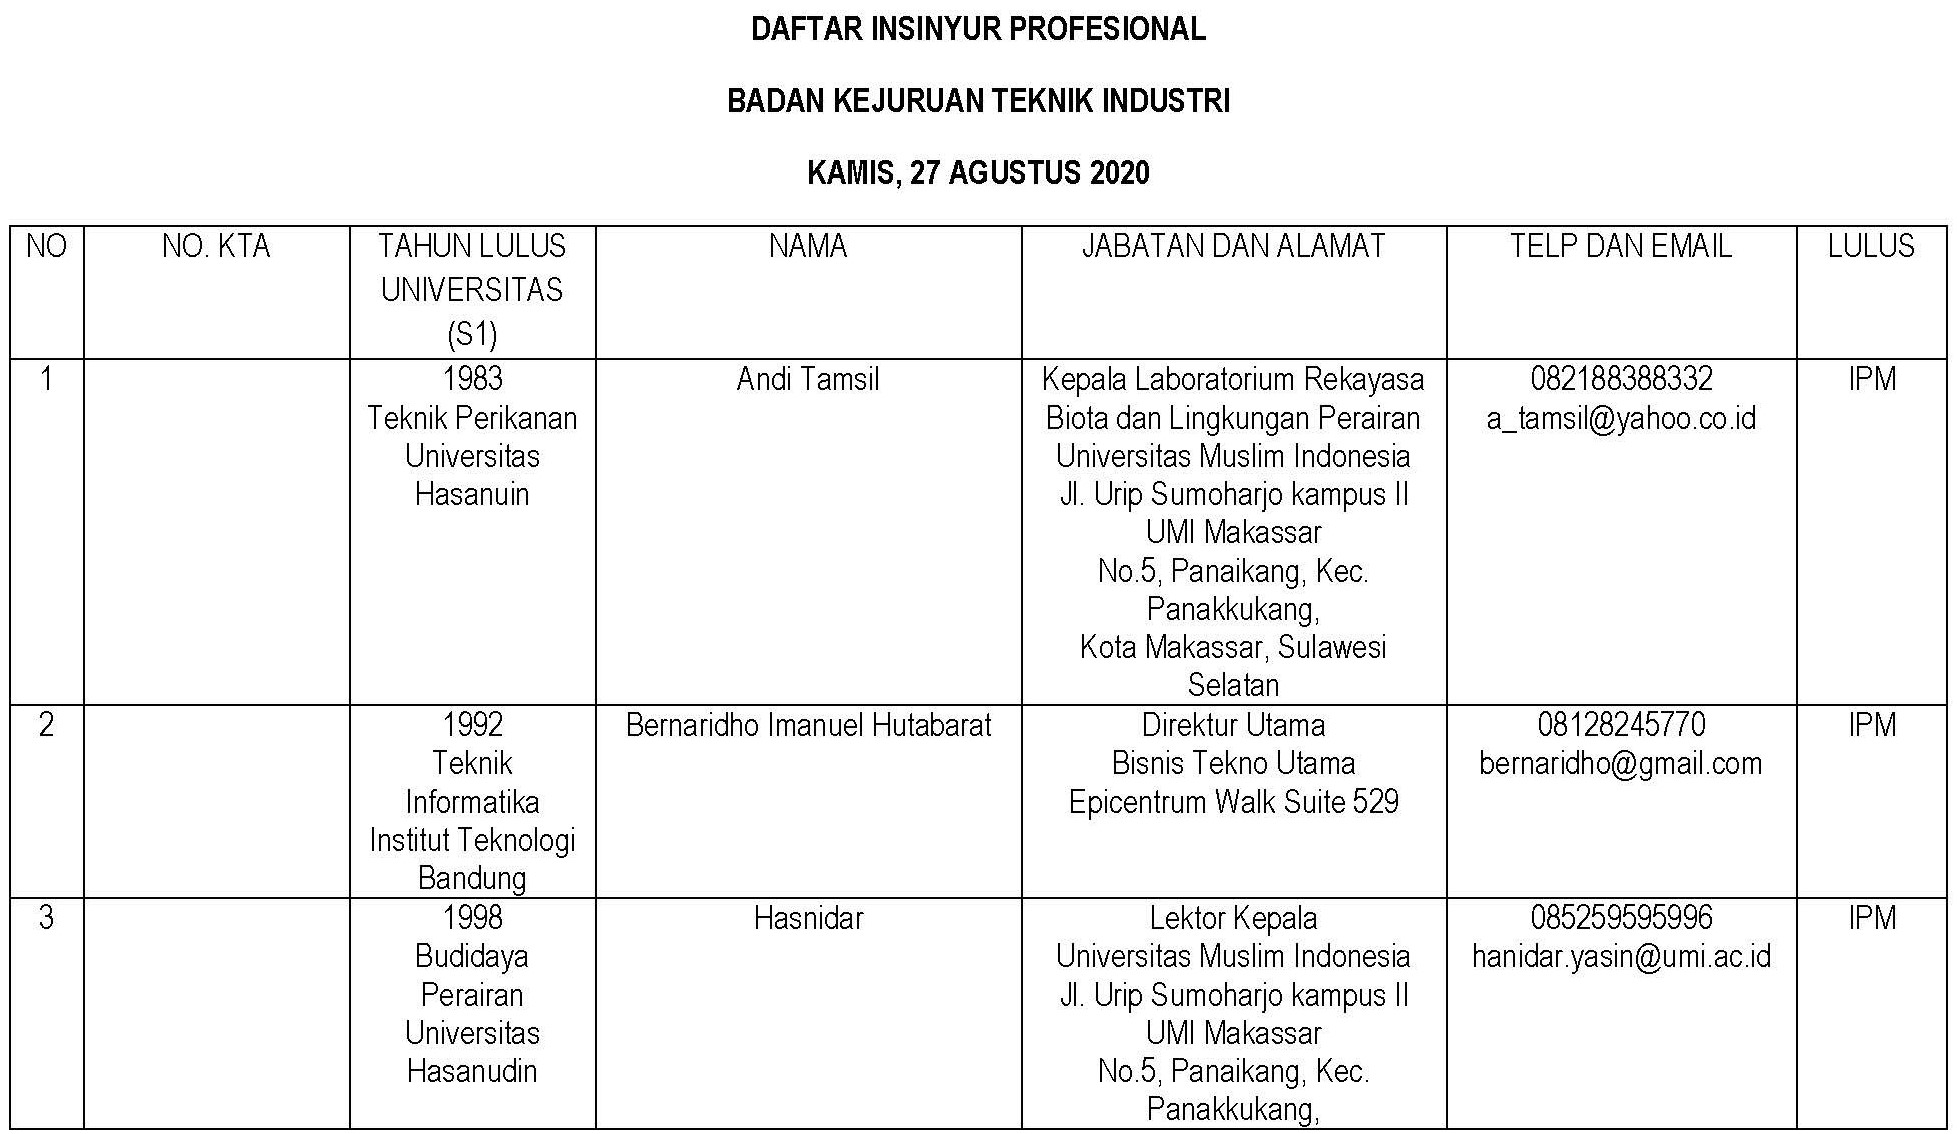 DAFTAR INSINYUR PROFESIONAL
BADAN KEJURUAN TEKNIK INDUSTRI
KAMIS, 27 AGUSTUS 2020
NO
NO. KTA
TAHUN LULUS
UNIVERSITAS
(S1)
NAMA
JABATAN DAN ALAMAT
TELP DAN EMAIL
LULUS
1
1983
Teknik Perikanan
Universitas
Hasanuin
Andi Tamsil
Kepala Laboratorium Rekayasa
Biota dan Lingkungan Perairan
Universitas Muslim Indonesia
Jl. Urip Sumoharjo kampus II
UMI Makassar
No.5, Panaikang, Kec.
Panakkukang,
Kota Makassar, Sulawesi
Selatan
082188388332
a_tamsil@yahoo.co.id
IPM
2
1992
Teknik
Informatika
Institut Teknologi
Bandung
Bernaridho Imanuel Hutabarat
Direktur Utama
Bisnis Tekno Utama
Epicentrum Walk Suite 529
08128245770
bernaridho@gmail.com
IPM
3
1998
Budidaya
Perairan
Universitas
Hasanudin
Hasnidar
Lektor Kepala
Universitas Muslim Indonesia
Jl. Urip Sumoharjo kampus II
UMI Makassar
No.5, Panaikang, Kec.
Panakkukang,
085259595996
hanidar.yasin@umi.ac.id
IPM